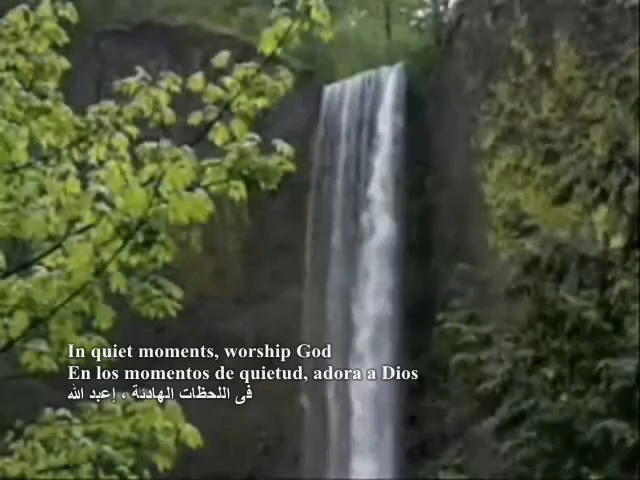 In quiet moments, worship God
En los momentos de quietud, adora a Dios
فى اللحظات الهادئة ، إعبد الله